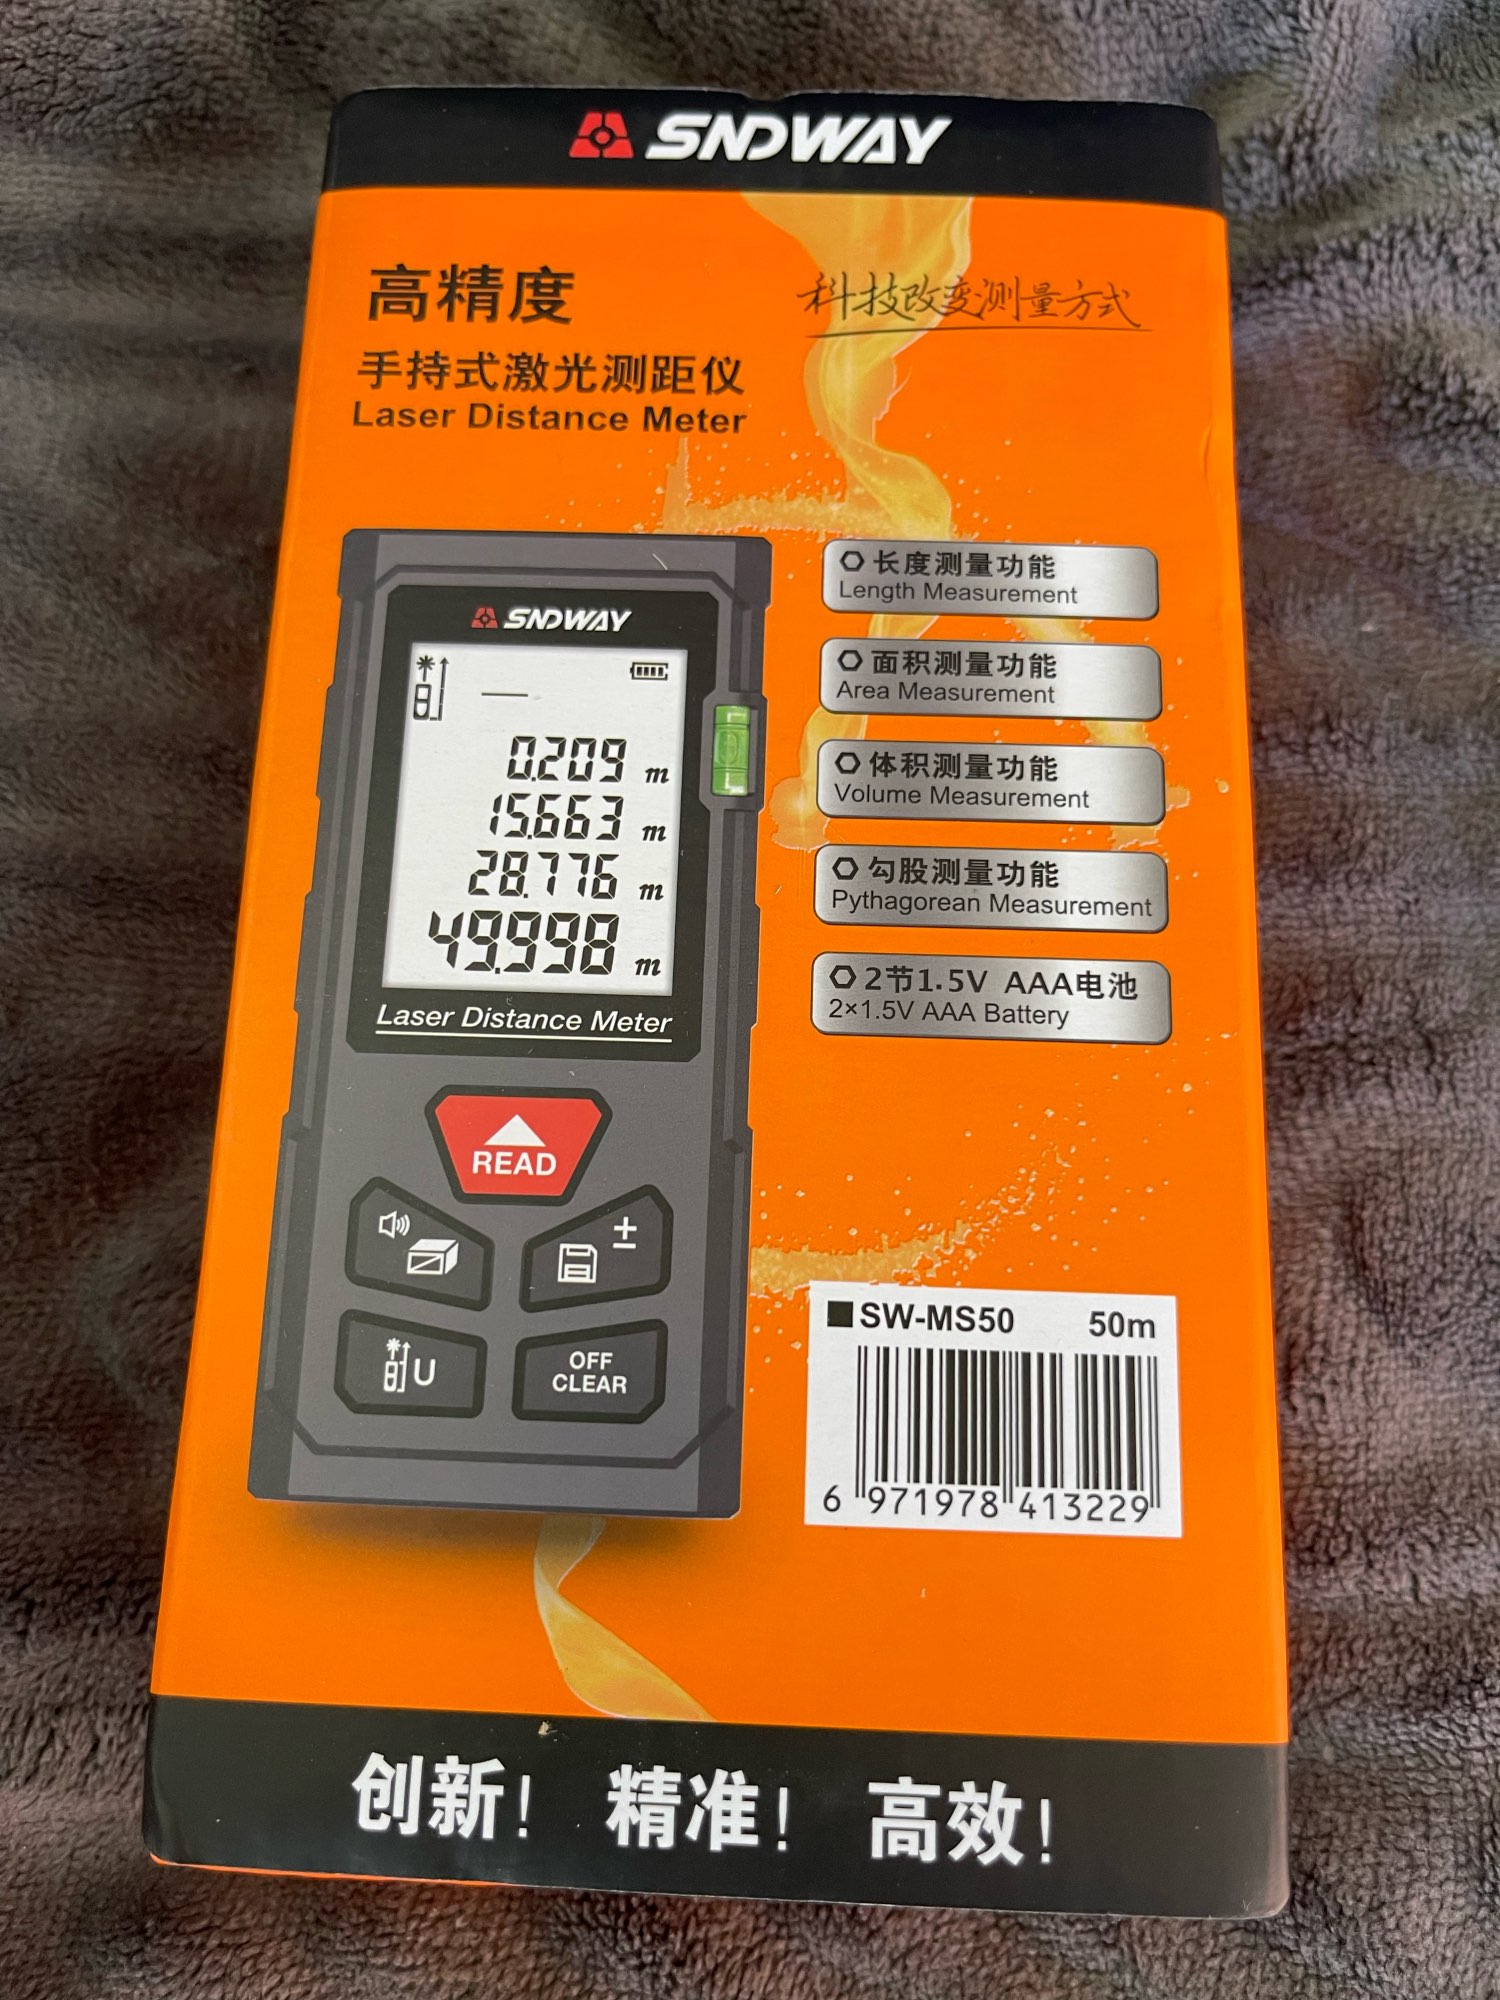 SNDWAY
高精度
科技改变测量方式
手持式激光测距仪
Laser Distance Meter
SNDWAY
0.209 m
15.663 m
28.776 m
49.998 m
Laser Distance Meter
READ
±
U
OFF
CLEAR
长度测量功能
Length Measurement
面积测量功能
Area Measurement
体积测量功能
Volume Measurement
勾股测量功能
Pythagorean Measurement
2节1.5V AAA电池
2×1.5V AAA Battery
SW-MS50 50m
6 971978 413229
创新! 精准! 高效!